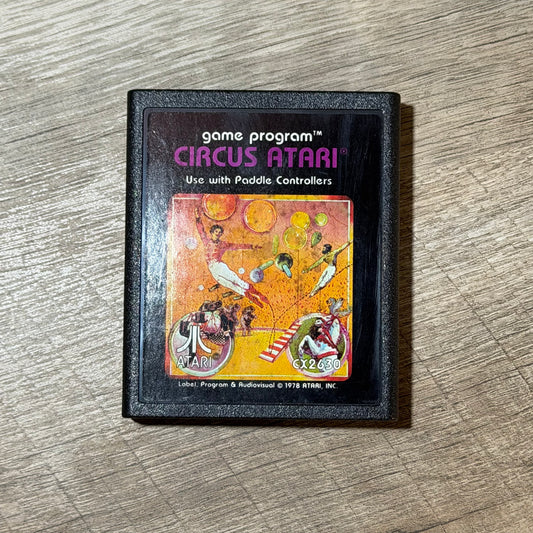 game program™
CIRCUS ATARI®
Use with Paddle Controllers
ATARI
CX2630
Label, Program & Audiovisual © 1978 ATARI, INC.